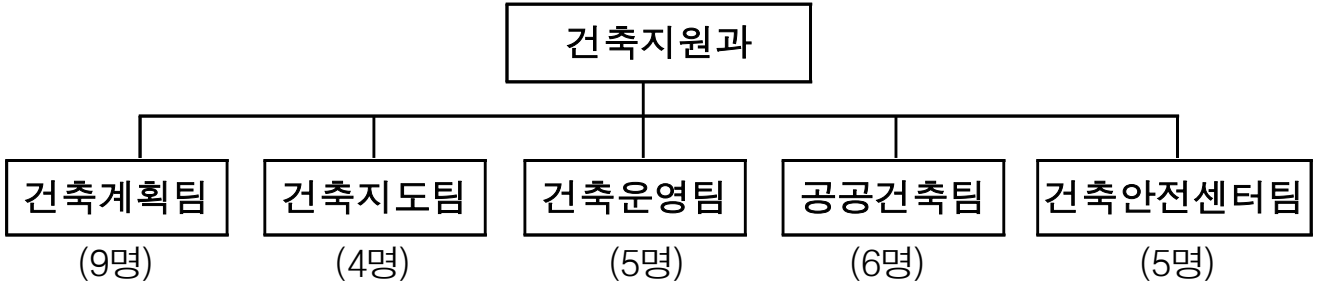 건축지원과
건축계획팀 건축지도팀 건축운영팀 공공건축팀 건축안전센터팀
(9명) (4명) (5명) (6명) (5명)